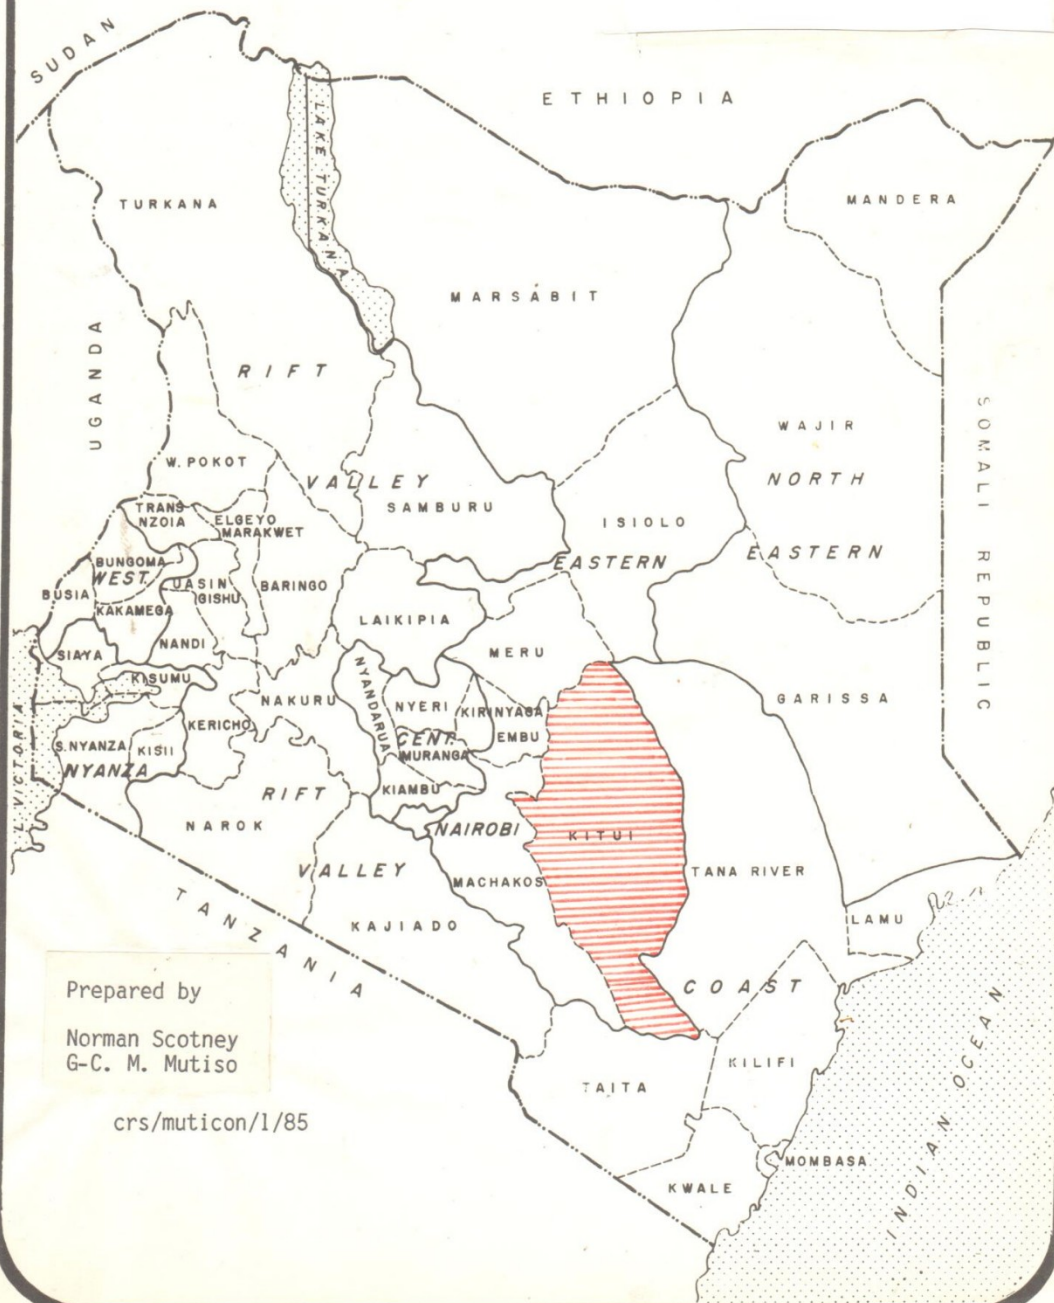 SUDAN
ETHIOPIA
LAKE TURKANA
TURKANA
MANDERA
MARSABIT
UGANDA
RIFT
SOMALI REPUBLIC
WAJIR
W. POKOT
VALLEY
NORTH
SAMBURU
TRANS
NZOIA
ELGEYO
MARAKWET
ISIOLO
EASTERN
EASTERN
BUNGOMA
WEST.
BUSIA
UASIN
GISHU
BARINGO
KAKAMEGA
LAIKIPIA
SIAYA
NANDI
MERU
KISUMU
NYANDARUA
NAKURU
NYERI
KIRINYAGA
GARISSA
KERICHO
L. VICTORIA
S. NYANZA
KISII
CENT.
EMBU
MURANGA
NYANZA
KIAMBU
RIFT
NAROK
NAIROBI
KITUI
VALLEY
MACHAKOS
TANA RIVER
TANZANIA
KAJIADO
LAMU
COAST
Prepared by
Norman Scotney
G-C. M. Mutiso
crs/muticon/1/85
TAITA
KILIFI
INDIAN OCEAN
MOMBASA
KWALE